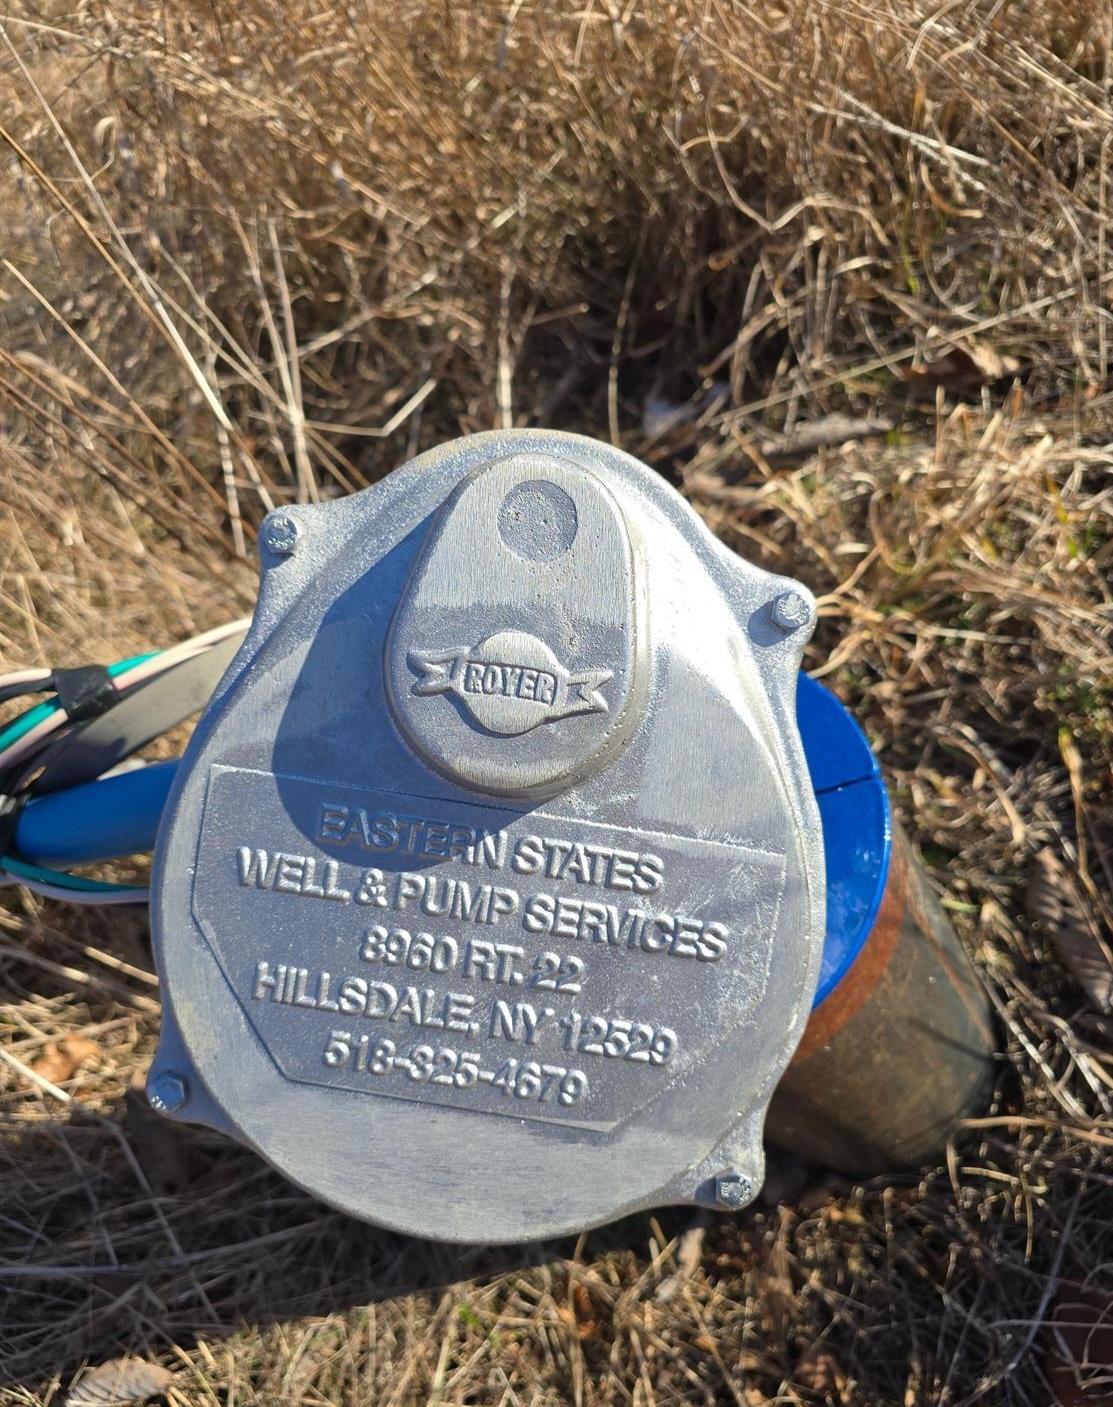 ROYER
EASTERN STATES
WELL & PUMP SERVICES
8960 RT. 22
HILLSDALE, NY 12529
518-325-4679